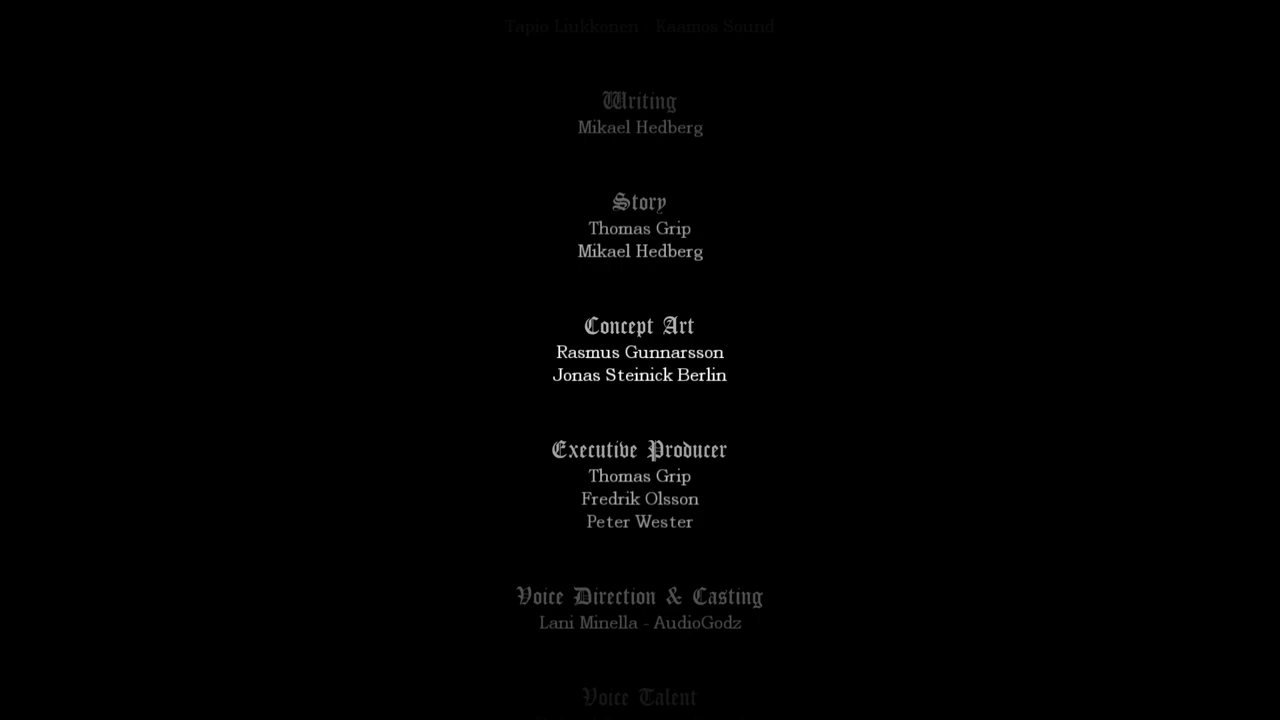 Tapio Liukkonen - Kaamos Sound
Writing
Mikael Hedberg
Story
Thomas Grip
Mikael Hedberg
Concept Art
Rasmus Gunnarsson
Jonas Steinick Berlin
Executive Producer
Thomas Grip
Fredrik Olsson
Peter Wester
Voice Direction & Casting
Lani Minella - AudioGodz
Voice Talent